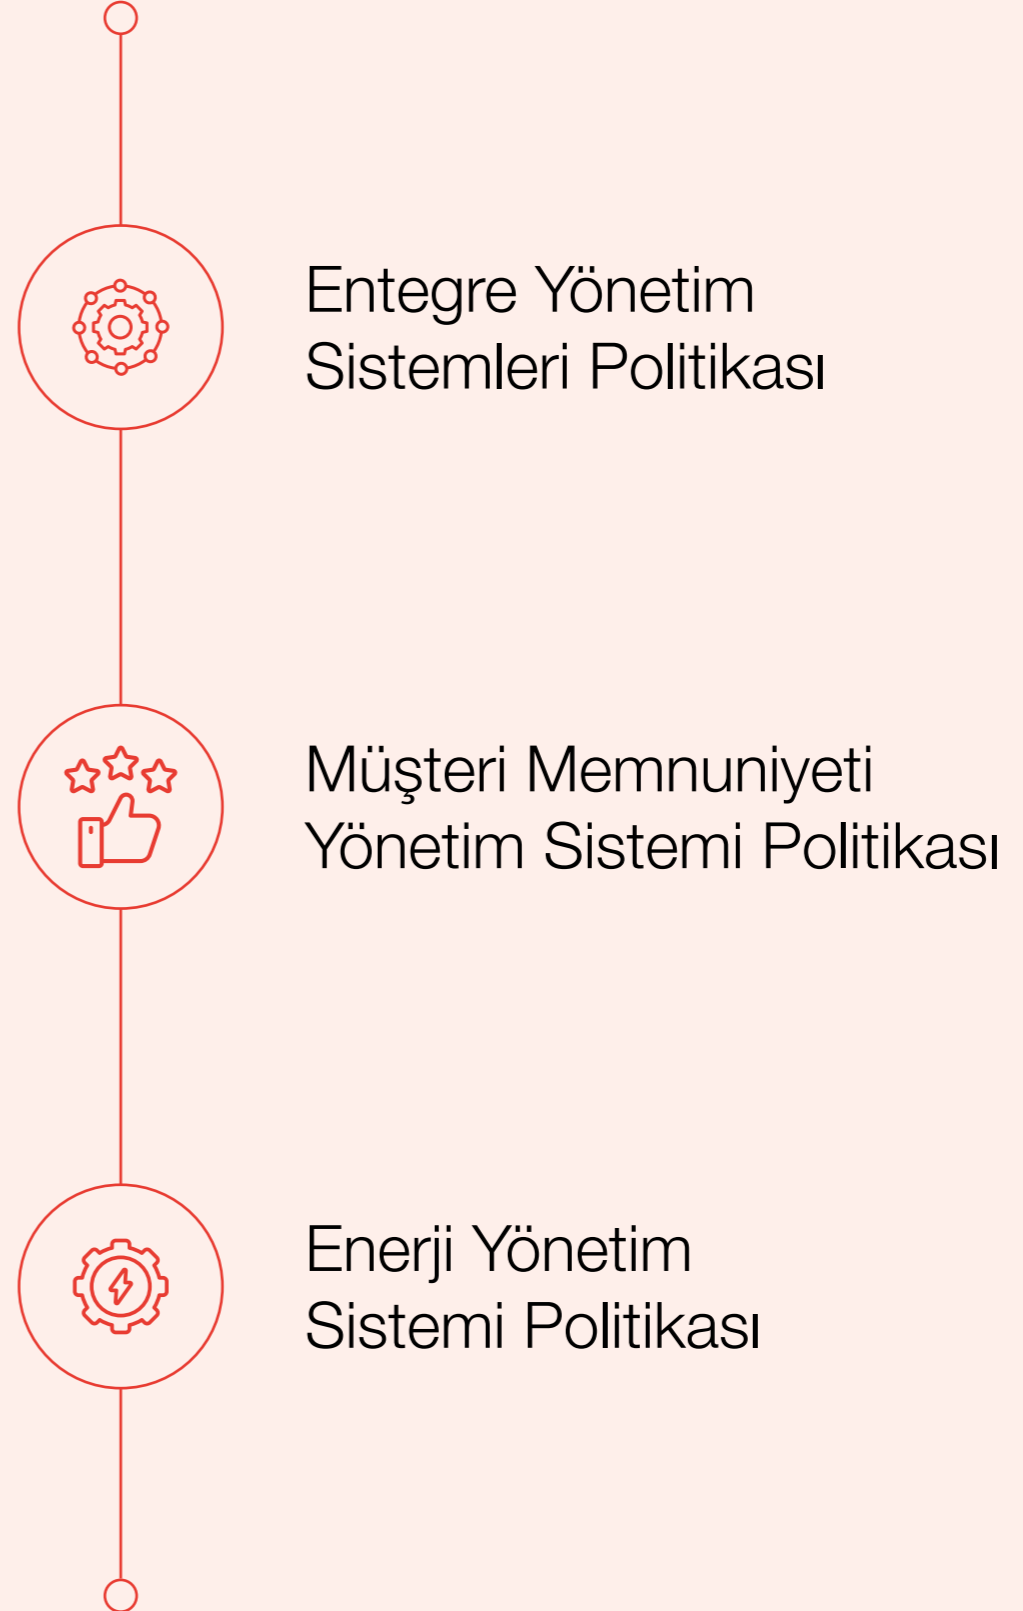 Entegre Yönetim
Sistemleri Politikası
Müşteri Memnuniyeti
Yönetim Sistemi Politikası
Enerji Yönetim
Sistemi Politikası